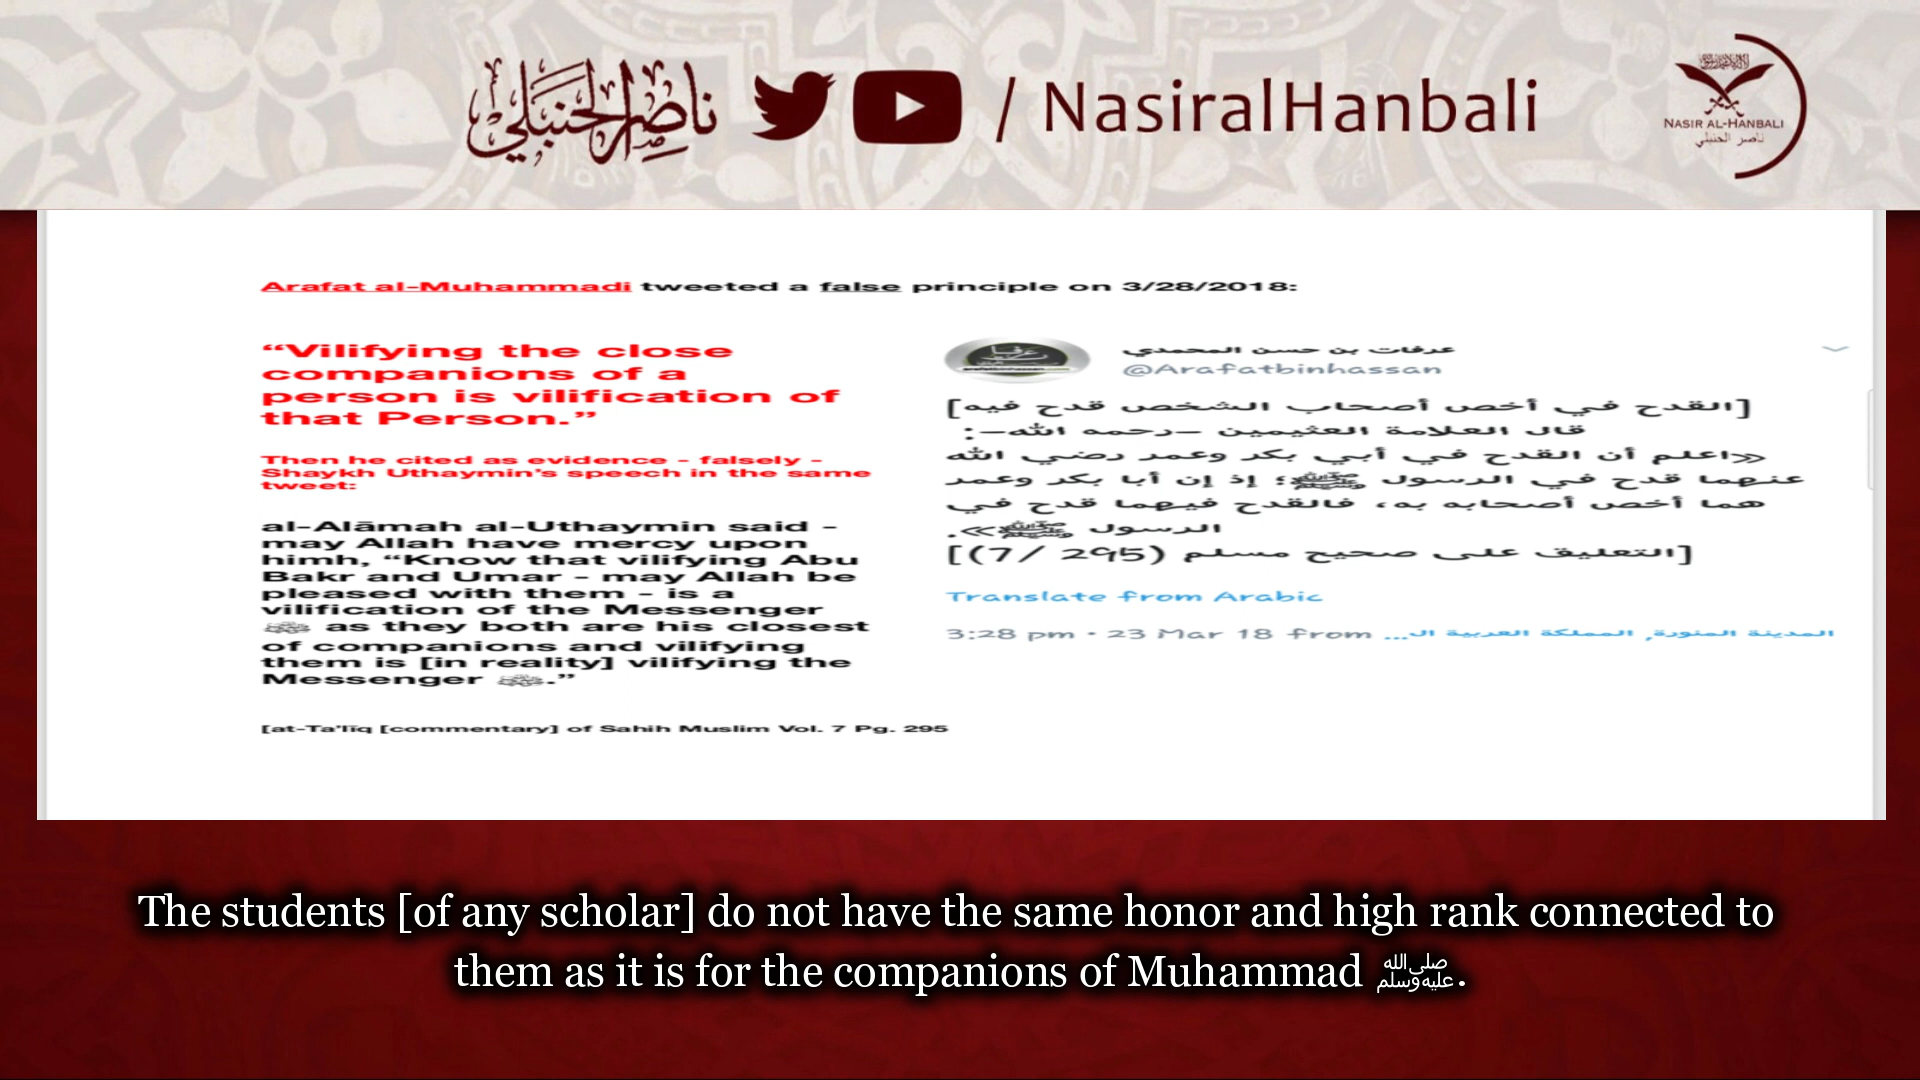 ناصر الحنبلي
/ NasiralHanbali
NASIR AL-HANBALI
ناصر الحنبلي
Arafat al-Muhammadi tweeted a false principle on 3/28/2018:
“Vilifying the close
companions of a
person is vilification of
that Person.”
Then he cited as evidence - falsely -
Shaykh Uthaymin’s speech in the same
tweet:
al-Alāmah al-Uthaymin said -
may Allah have mercy upon
himh, “Know that vilifying Abu
Bakr and Umar - may Allah be
pleased with them - is a
vilification of the Messenger
ﷺ as they both are his closest
of companions and vilifying
them is [in reality] vilifying the
Messenger ﷺ.”
[at-Ta’līq [commentary] of Sahih Muslim Vol. 7 Pg. 295
عرفات بن حسن المحمدي
@Arafatbinhassan
[القدح في أخص أصحاب الشخص قدح فيه]
قال العلامة العثيمين –رحمه الله–:
«اعلم أن القدح في أبي بكر وعمر رضي الله
عنهما قدح في الرسول ﷺ؛ إذ إن أبا بكر وعمر
هما أخص أصحابه به، فالقدح فيهما قدح في
الرسول ﷺ».
[التعليق على صحيح مسلم (295 /7)]
Translate from Arabic
3:28 pm • 23 Mar 18 from المدينة المنورة, المملكة العربية ال...
The students [of any scholar] do not have the same honor and high rank connected to
them as it is for the companions of Muhammad ﷺ.